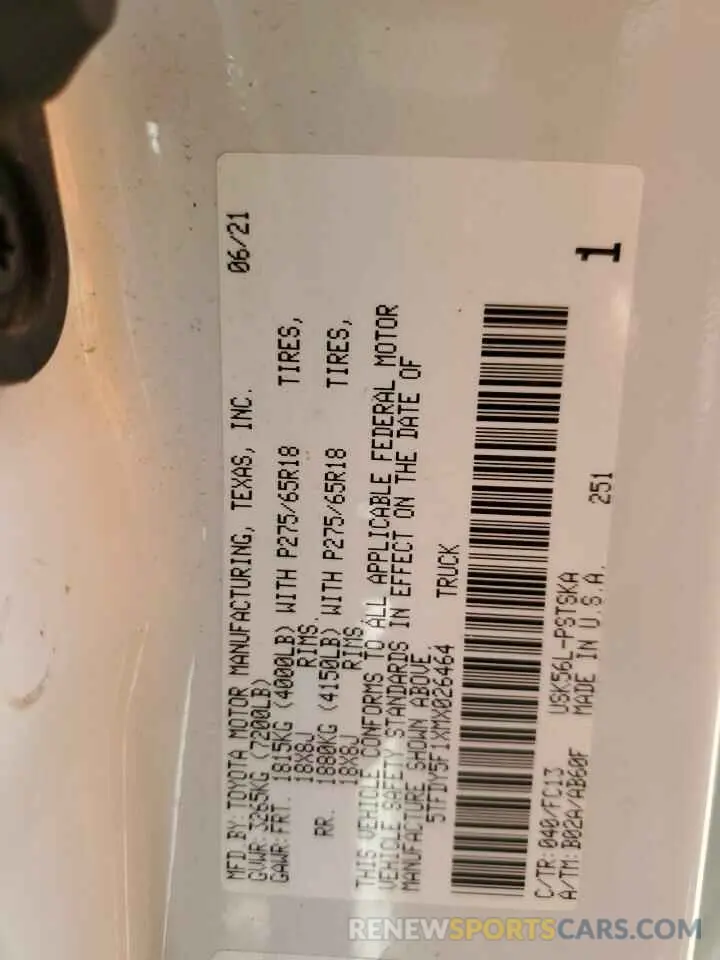 MFD BY: TOYOTA MOTOR MANUFACTURING, TEXAS, INC. 06/21
GVWR: 3265KG (7200LB)
GAWR: FRT. 1815KG (4000LB) WITH P275/65R18 TIRES,
18X8J RIMS.
RR. 1880KG (4150LB) WITH P275/65R18 TIRES,
18X8J RIMS.
THIS VEHICLE CONFORMS TO ALL APPLICABLE FEDERAL MOTOR
VEHICLE SAFETY STANDARDS IN EFFECT ON THE DATE OF
MANUFACTURE SHOWN ABOVE.
5TFDY5F1XMX026464 TRUCK
C/TR: 040/FC13 USK56L-PSTSKA
A/TM: B02A/AB60F MADE IN U.S.A. 251
1
RENEWSPORTSCARS.COM